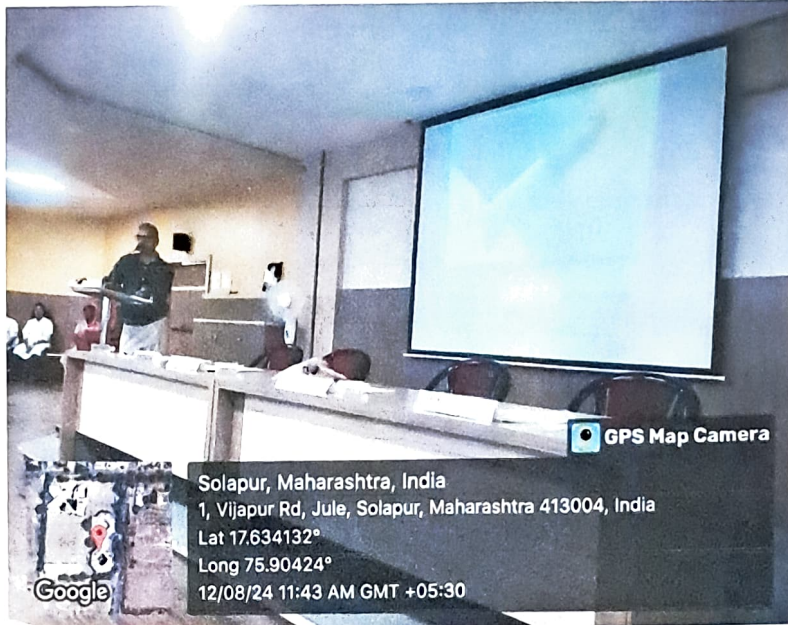 GPS Map Camera
Solapur, Maharashtra, India
1, Vijapur Rd, Jule, Solapur, Maharashtra 413004, India
Lat 17.634132°
Long 75.90424°
12/08/24 11:43 AM GMT +05:30
Google